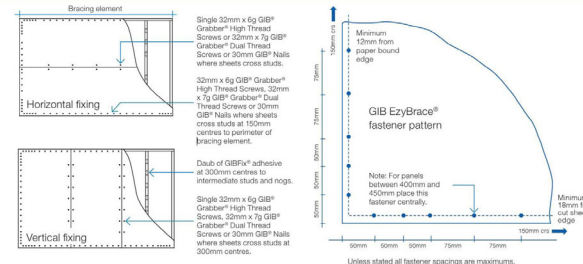 Bracing element
Single 32mm x 6g GIB®
Grabber® High Thread
Screws or 32mm x 7g GIB®
Grabber® Dual Thread
Screws or 30mm GIB® Nails
where sheets cross studs.
32mm x 6g GIB® Grabber®
High Thread Screws, 32mm
x 7g GIB® Grabber® Dual
Thread Screws or 30mm
GIB® Nails where sheets
cross studs at 150mm
centres to perimeter of
bracing element.
Horizontal fixing
Daub of GIBFix® adhesive
at 300mm centres to
intermediate studs and nogs.
Single 32mm x 6g GIB®
Grabber® High Thread
Screws, 32mm x 7g GIB®
Grabber® Dual Thread
Screws or 30mm GIB® Nails
where sheets cross studs at
300mm centres.
Vertical fixing
150mm crs
Minimum
12mm from
paper bound
edge
75mm
75mm
50mm
50mm
50mm
GIB EzyBrace®
fastener pattern
Note: For panels
between 400mm and
450mm place this
fastener centrally.
Minimum
18mm
cut
edge
150mm crs
50mm 50mm 50mm 75mm 75mm
Unless stated all fastener spacings are maximums.